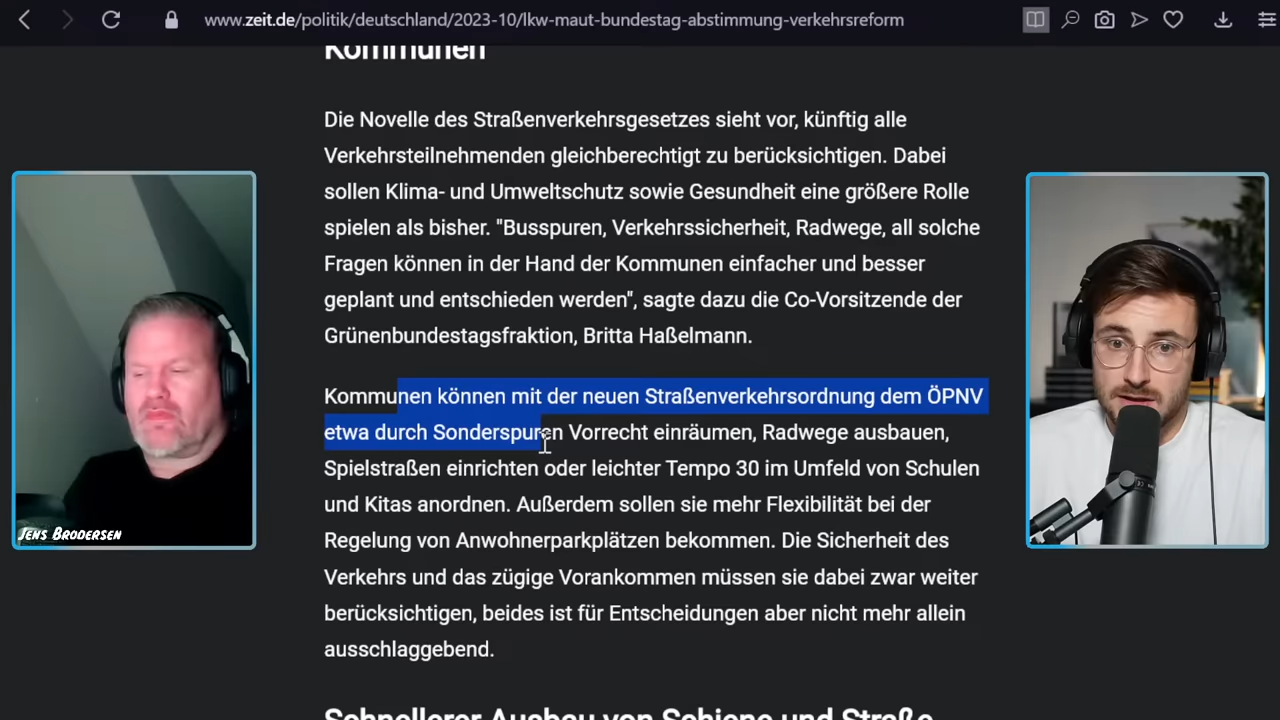 www.zeit.de/politik/deutschland/2023-10/lkw-maut-bundestag-abstimmung-verkehrsreform
Kommunen
Die Novelle des Straßenverkehrsgesetzes sieht vor, künftig alle
Verkehrsteilnehmenden gleichberechtigt zu berücksichtigen. Dabei
sollen Klima- und Umweltschutz sowie Gesundheit eine größere Rolle
spielen als bisher. "Busspuren, Verkehrssicherheit, Radwege, all solche
Fragen können in der Hand der Kommunen einfacher und besser
geplant und entschieden werden", sagte dazu die Co-Vorsitzende der
Grünenbundestagsfraktion, Britta Haßelmann.
Kommunen können mit der neuen Straßenverkehrsordnung dem ÖPNV
etwa durch Sonderspuren Vorrecht einräumen, Radwege ausbauen,
Spielstraßen einrichten oder leichter Tempo 30 im Umfeld von Schulen
und Kitas anordnen. Außerdem sollen sie mehr Flexibilität bei der
Regelung von Anwohnerparkplätzen bekommen. Die Sicherheit des
Verkehrs und das zügige Vorankommen müssen sie dabei zwar weiter
berücksichtigen, beides ist für Entscheidungen aber nicht mehr allein
ausschlaggebend.
Schnellerer Ausbau von Schiene und Straße
Jens Brodersen